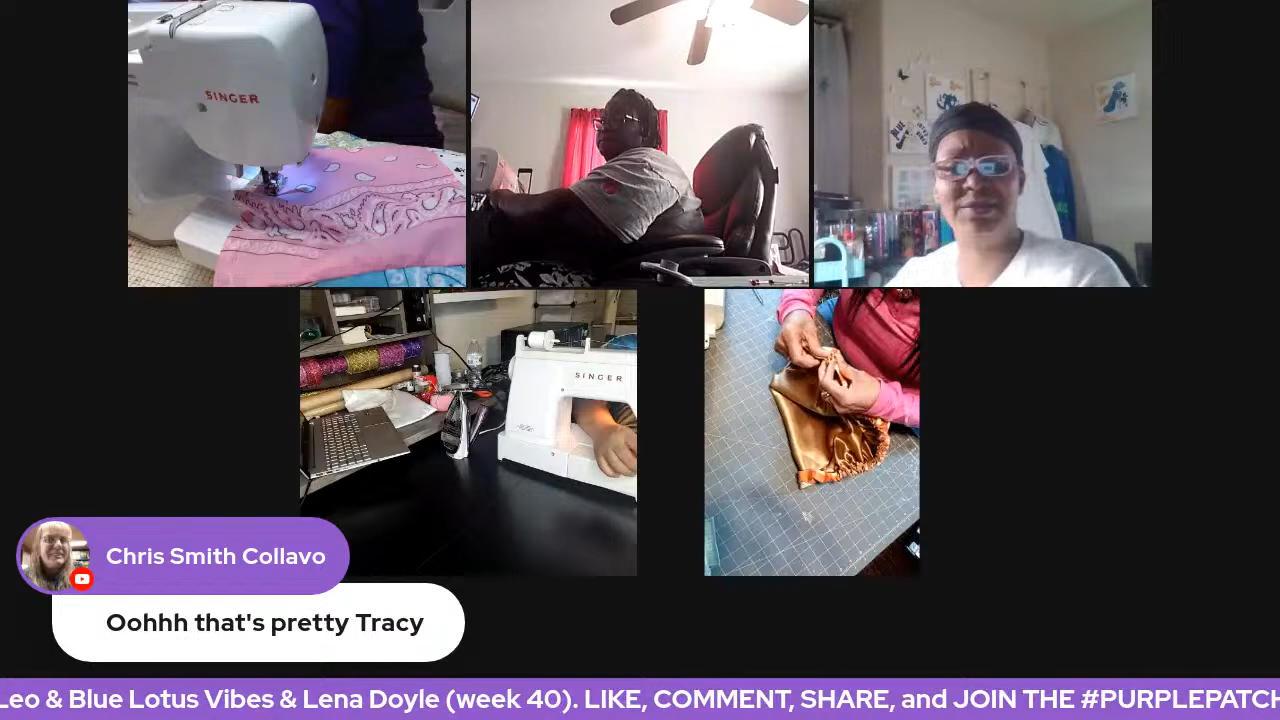 SINGER
SINGER
Chris Smith Collavo
Oohhh that's pretty Tracy
Leo & Blue Lotus Vibes & Lena Doyle (week 40). LIKE, COMMENT, SHARE, and JOIN THE #PURPLEPATCH